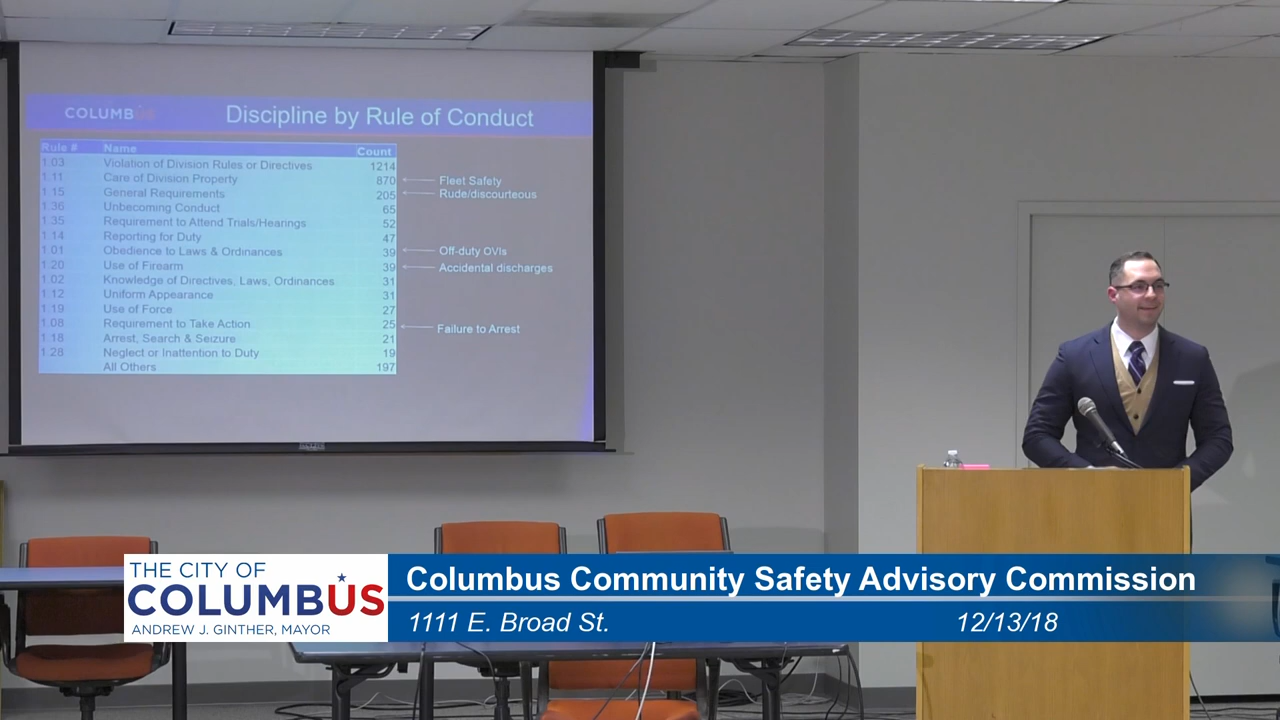 COLUMBUS Discipline by Rule of Conduct
Rule # Name Count
1.03 Violation of Division Rules or Directives 1214
1.11 Care of Division Property 870 Fleet Safety
1.15 General Requirements 205 Rude/discourteous
1.36 Unbecoming Conduct 65
1.35 Requirement to Attend Trials/Hearings 52
1.14 Reporting for Duty 47
1.01 Obedience to Laws & Ordinances 39 Off-duty OVIs
1.20 Use of Firearm 39 Accidental discharges
1.02 Knowledge of Directives, Laws, Ordinances 31
1.12 Uniform Appearance 31
1.19 Use of Force 27
1.08 Requirement to Take Action 25 Failure to Arrest
1.18 Arrest, Search & Seizure 21
1.28 Neglect or Inattention to Duty 19
All Others 197
THE CITY OF
COLUMBUS
ANDREW J. GINTHER, MAYOR
Columbus Community Safety Advisory Commission
1111 E. Broad St. 12/13/18